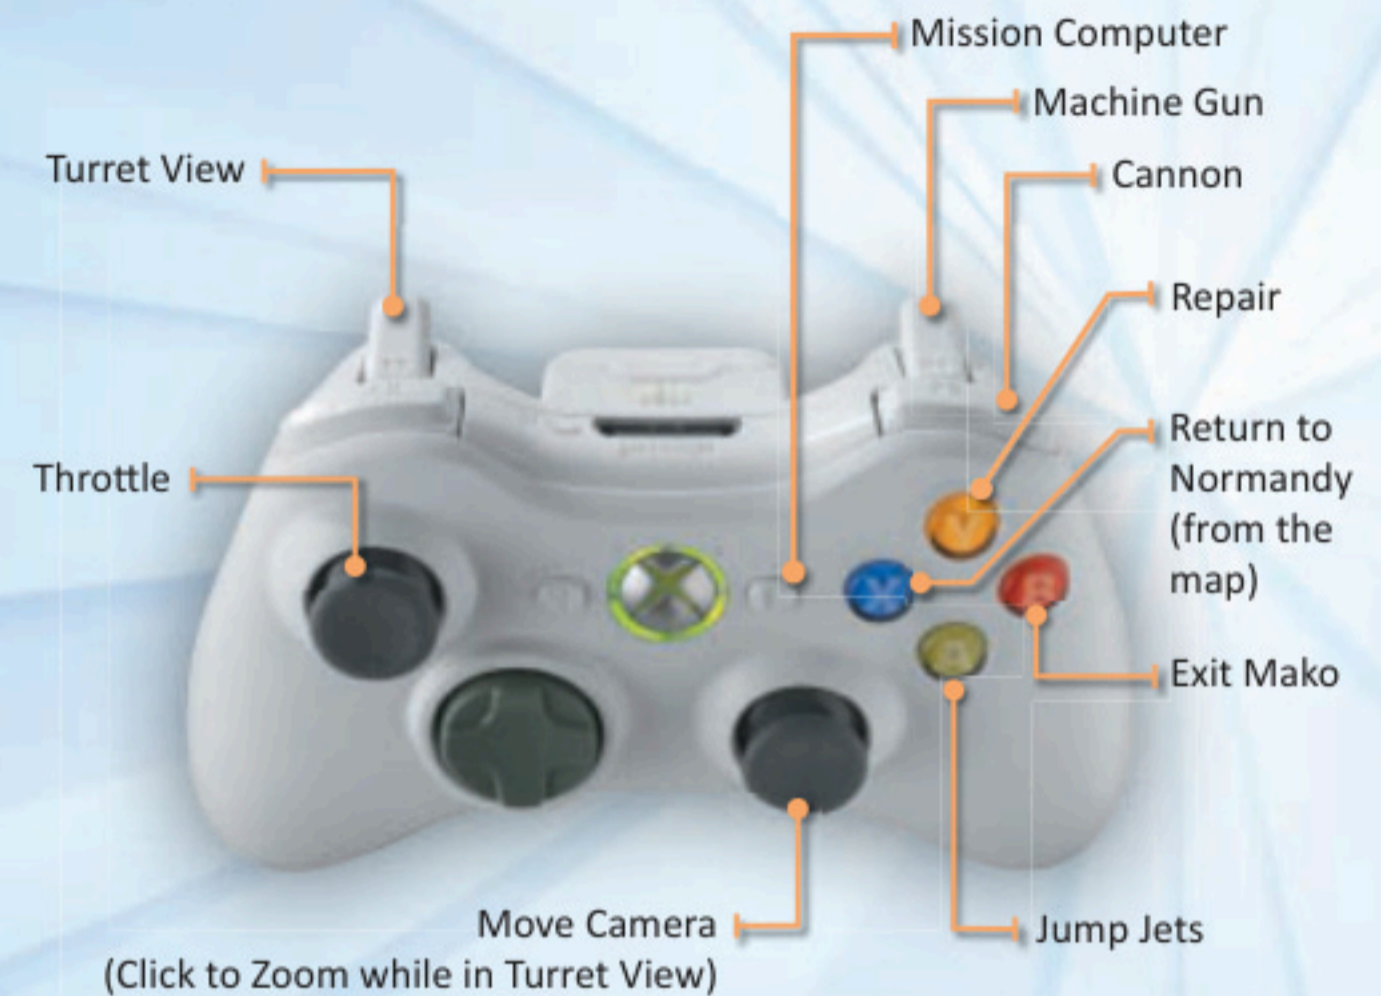 Mission Computer
Machine Gun
Turret View
Cannon
Repair
Return to
Normandy
(from the
map)
Throttle
Y
X
B
A
Exit Mako
Move Camera
(Click to Zoom while in Turret View)
Jump Jets